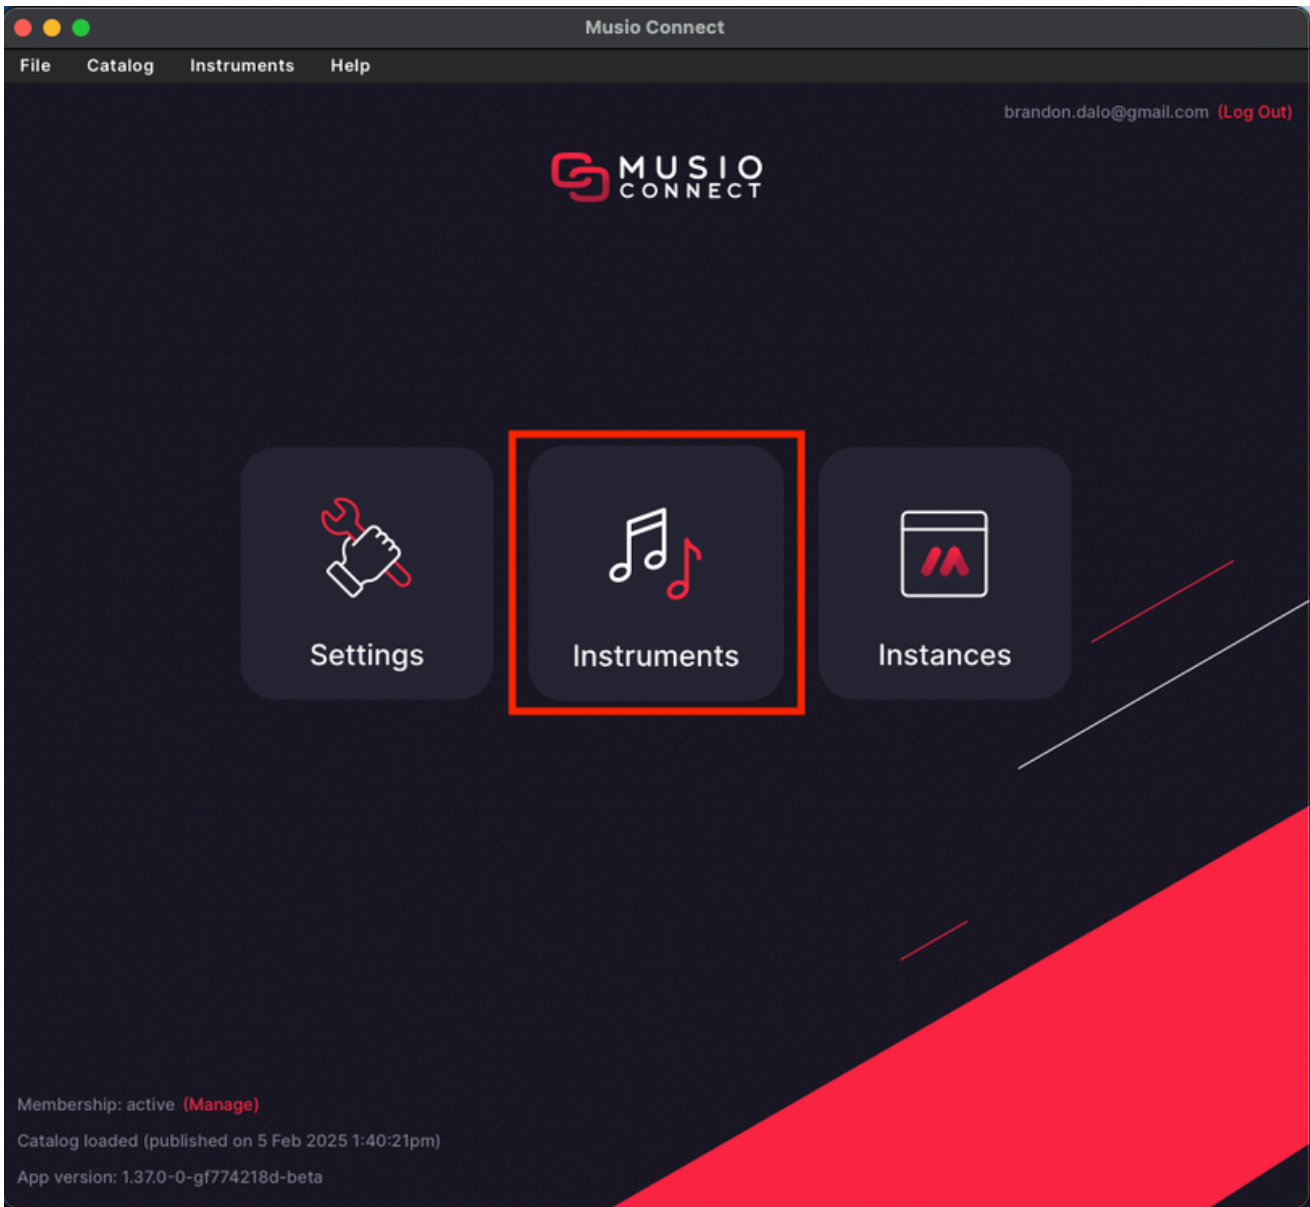 Musio Connect
File Catalog Instruments Help
brandon.dalo@gmail.com (Log Out)
MUSIO
CONNECT
Settings Instruments Instances
Membership: active (Manage)
Catalog loaded (published on 5 Feb 2025 1:40:21pm)
App version: 1.37.0-0-gf774218d-beta